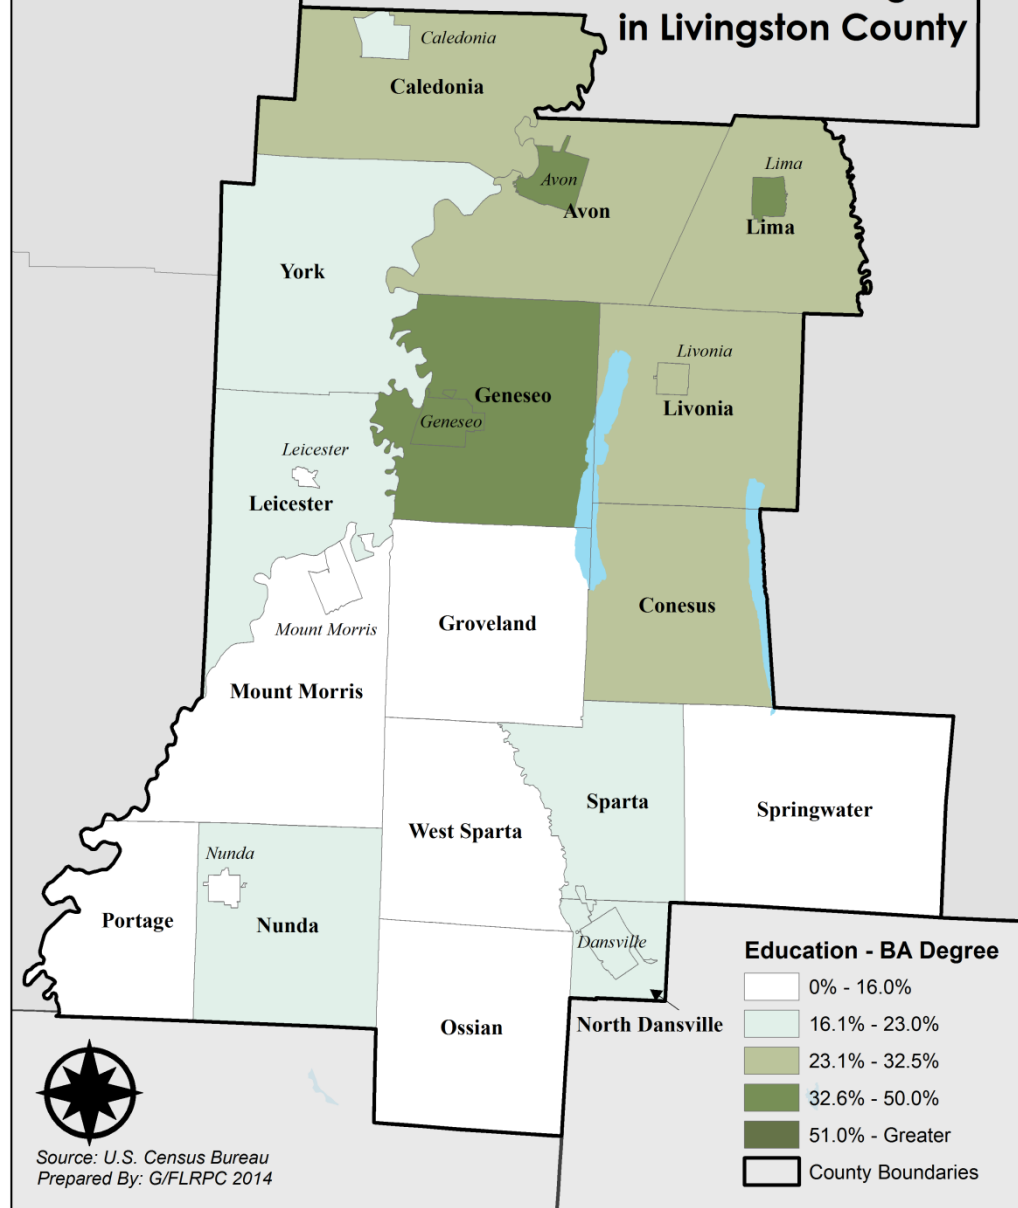 in Livingston County
Caledonia
Caledonia
Lima
Avon
Avon
Lima
York
Livonia
Geneseo
Livonia
Geneseo
Leicester
Leicester
Conesus
Groveland
Mount Morris
Mount Morris
Sparta
Springwater
West Sparta
Nunda
Portage
Nunda
Dansville
Ossian
North Dansville
Education - BA Degree
0% - 16.0%
16.1% - 23.0%
23.1% - 32.5%
32.6% - 50.0%
51.0% - Greater
County Boundaries
Source: U.S. Census Bureau
Prepared By: G/FLRPC 2014